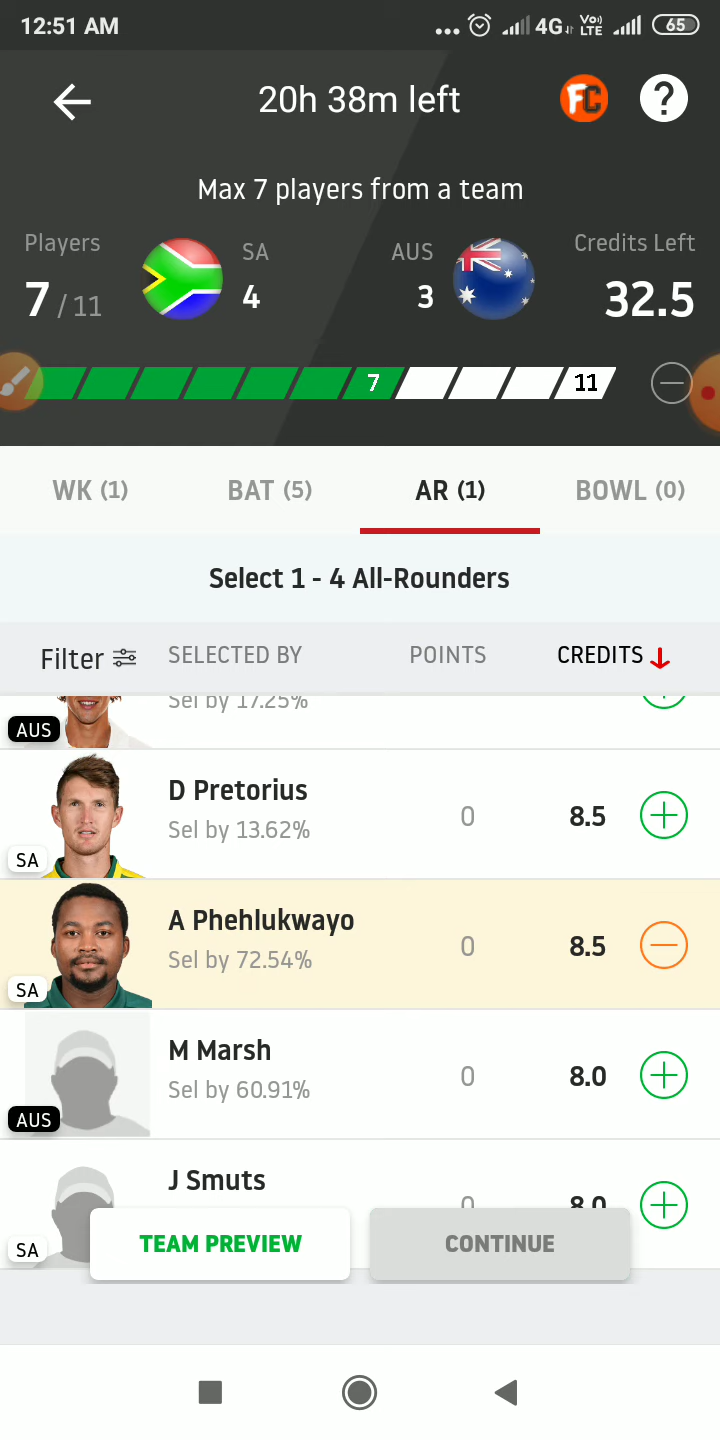 12:51 AM 4G Vo) LTE 65
20h 38m left FC ?
Max 7 players from a team
Players SA AUS Credits Left
7 / 11 4 3 32.5
7 11
WK (1) BAT (5) AR (1) BOWL (0)
Select 1 - 4 All-Rounders
Filter SELECTED BY POINTS CREDITS
Sel by 17.25%
AUS
D Pretorius
Sel by 13.62% 0 8.5
SA
A Phehlukwayo
Sel by 72.54% 0 8.5
SA
M Marsh
Sel by 60.91% 0 8.0
AUS
J Smuts
0 8.0
SA
TEAM PREVIEW CONTINUE